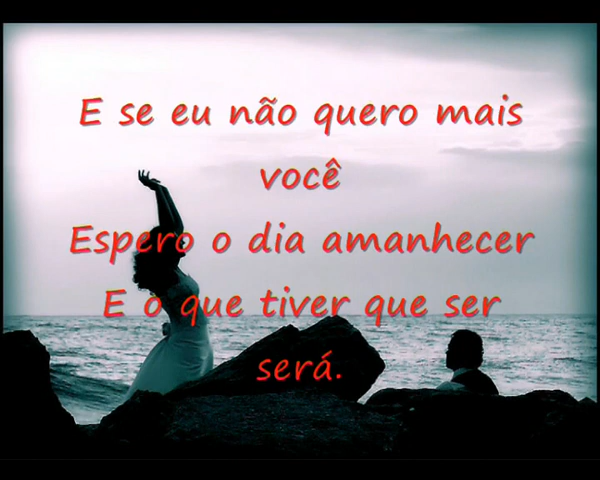 E se eu não quero mais
você
Espero o dia amanhecer
E o que tiver que ser
será.